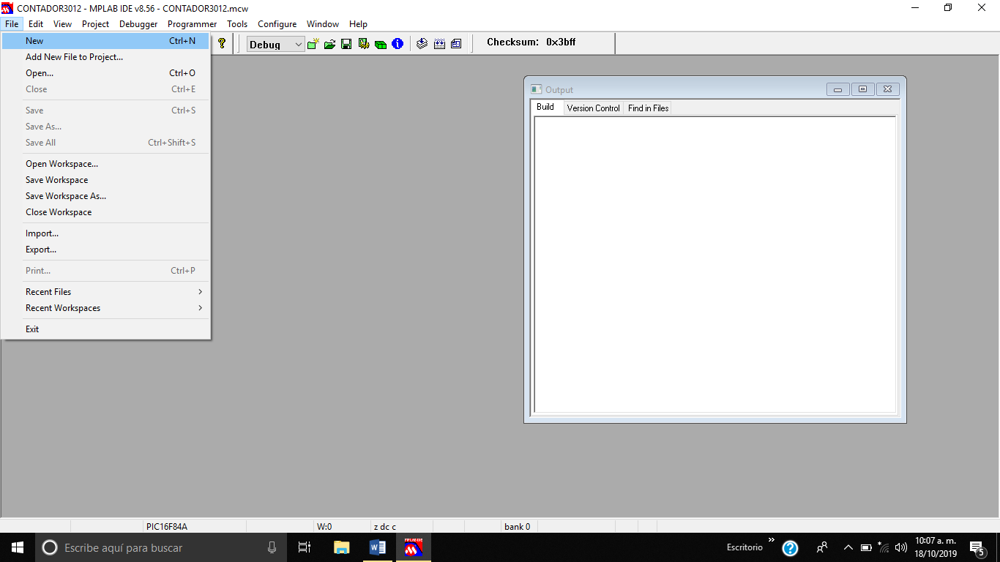 CONTADOR3012 - MPLAB IDE v8.56 - CONTADOR3012.mcw
File Edit View Project Debugger Programmer Tools Configure Window Help
New Ctrl+N
Add New File to Project...
Open... Ctrl+O
Close Ctrl+E
Save Ctrl+S
Save As...
Save All Ctrl+Shift+S
Open Workspace...
Save Workspace
Save Workspace As...
Close Workspace
Import...
Export...
Print... Ctrl+P
Recent Files
Recent Workspaces
Exit
Debug
Checksum: 0x3bff
Output
Build Version Control Find in Files
PIC16F84A W:0 z dc c bank 0
Escribe aquí para buscar
MPLAB IDE
Escritorio
10:07 a. m.
18/10/2019
5